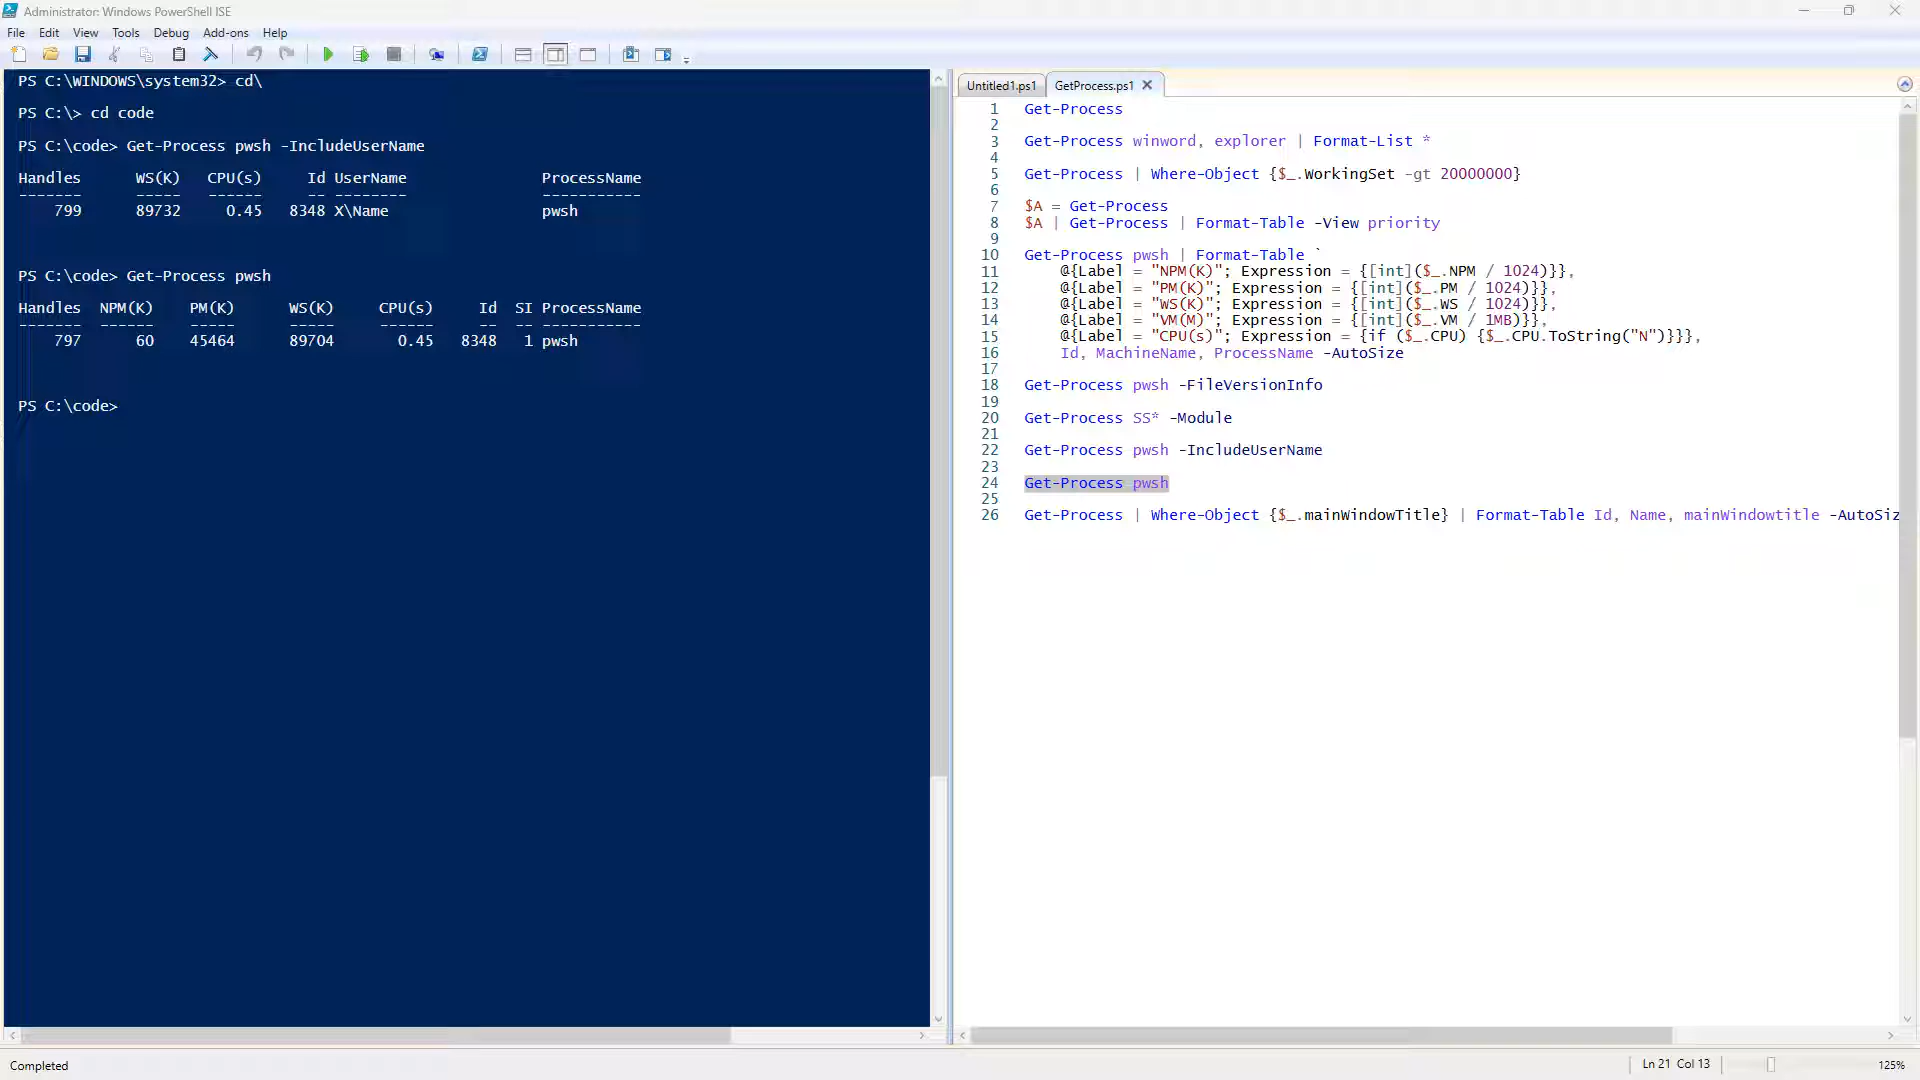 Administrator: Windows PowerShell ISE
File Edit View Tools Debug Add-ons Help
PS C:\WINDOWS\system32> cd\
PS C:\> cd code
PS C:\code> Get-Process pwsh -IncludeUserName
Handles WS(K) CPU(s) Id UserName ProcessName
------- ----- ------ -- -------- -----------
799 89732 0.45 8348 X\Name pwsh
PS C:\code> Get-Process pwsh
Handles NPM(K) PM(K) WS(K) CPU(s) Id SI ProcessName
------- ------ ----- ----- ------ -- -- -----------
797 60 45464 89704 0.45 8348 1 pwsh
PS C:\code>
Untitled1.ps1 GetProcess.ps1
1 Get-Process
2
3 Get-Process winword, explorer | Format-List *
4
5 Get-Process | Where-Object {$_.WorkingSet -gt 20000000}
6
7 $A = Get-Process
8 $A | Get-Process | Format-Table -View priority
9
10 Get-Process pwsh | Format-Table `
11 @{Label = "NPM(K)"; Expression = {[int]($_.NPM / 1024)}},
12 @{Label = "PM(K)"; Expression = {[int]($_.PM / 1024)}},
13 @{Label = "WS(K)"; Expression = {[int]($_.WS / 1024)}},
14 @{Label = "VM(M)"; Expression = {[int]($_.VM / 1MB)}},
15 @{Label = "CPU(s)"; Expression = {if ($_.CPU) {$_.CPU.ToString("N")}}},
16 Id, MachineName, ProcessName -AutoSize
17
18 Get-Process pwsh -FileVersionInfo
19
20 Get-Process SS* -Module
21
22 Get-Process pwsh -IncludeUserName
23
24 Get-Process pwsh
25
26 Get-Process | Where-Object {$_.mainWindowTitle} | Format-Table Id, Name, mainWindowtitle -AutoSiz
Completed
Ln 21 Col 13
125%